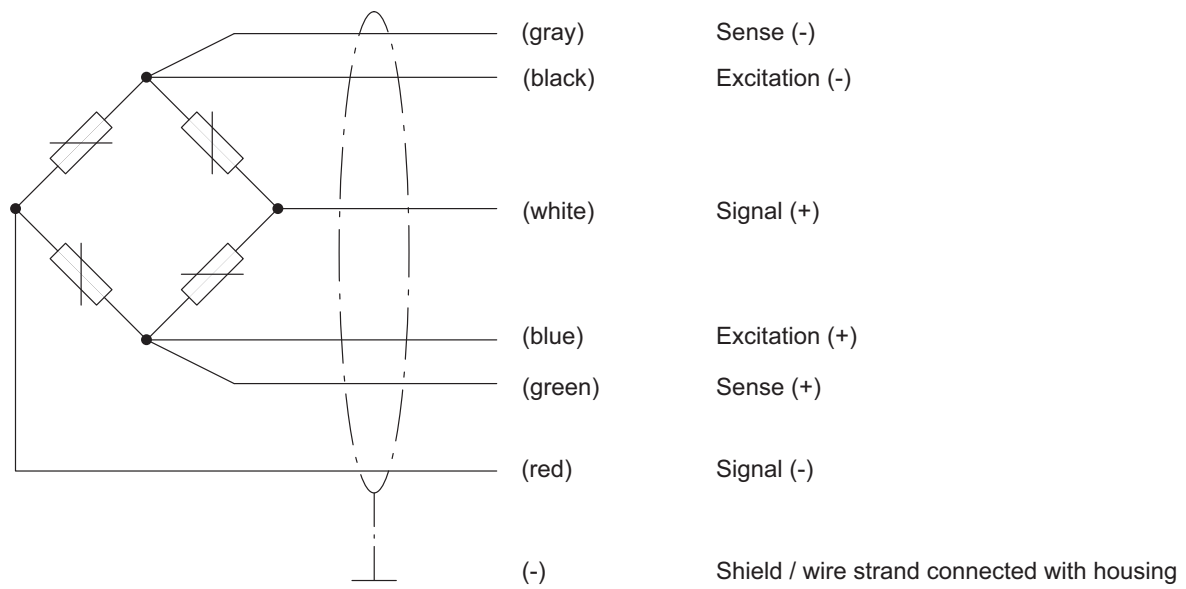 (gray) Sense (-)
(black) Excitation (-)
(white) Signal (+)
(blue) Excitation (+)
(green) Sense (+)
(red) Signal (-)
(-) Shield / wire strand connected with housing